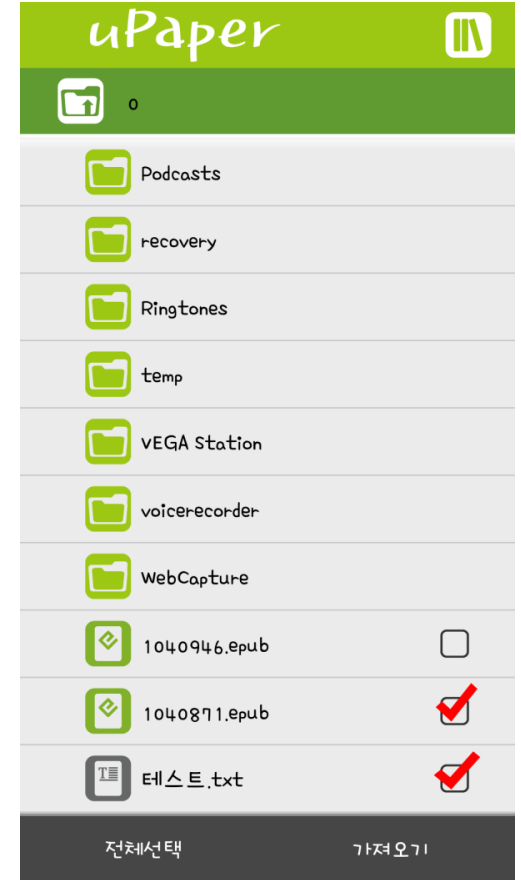 uPaper
0
Podcasts
recovery
Ringtones
temp
VEGA Station
voicerecorder
WebCapture
1040946.epub
1040871.epub
테스트.txt
전체선택 가져오기